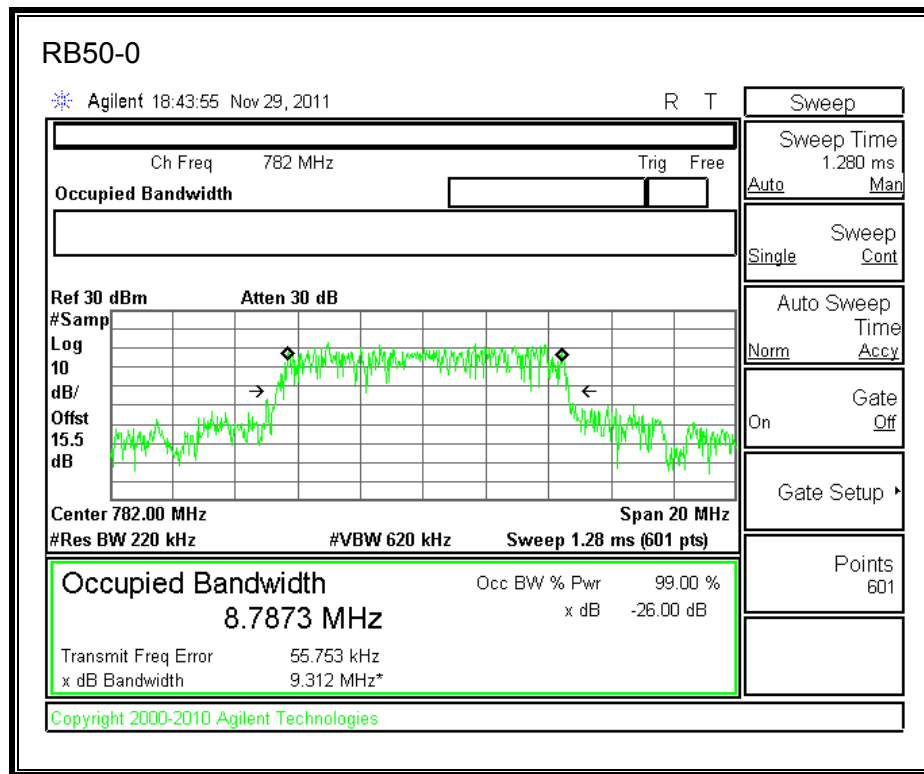 RB50-0
Agilent 18:43:55 Nov 29, 2011 R T
Ch Freq 782 MHz Trig Free
Occupied Bandwidth
Ref 30 dBm Atten 30 dB
#Samp
Log
10
dB/
Offst
15.5
dB
Center 782.00 MHz Span 20 MHz
#Res BW 220 kHz #VBW 620 kHz Sweep 1.28 ms (601 pts)
Occupied Bandwidth
8.7873 MHz
Occ BW % Pwr 99.00 %
x dB -26.00 dB
Transmit Freq Error 55.753 kHz
x dB Bandwidth 9.312 MHz*
Copyright 2000-2010 Agilent Technologies
Sweep
Sweep Time
1.280 ms
Auto Man
Sweep
Single Cont
Auto Sweep
Time
Norm Accy
Gate
On Off
Gate Setup
Points
601